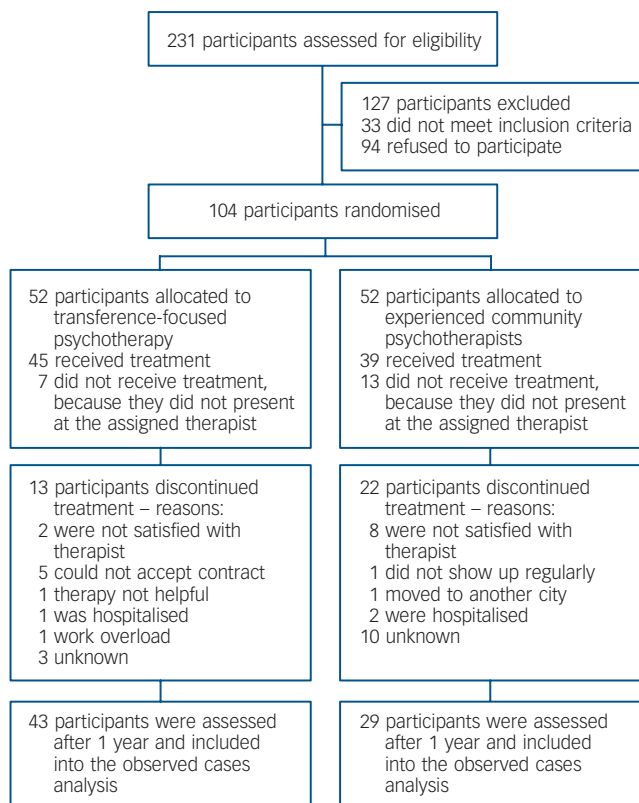 231 participants assessed for eligibility
127 participants excluded
33 did not meet inclusion criteria
94 refused to participate
104 participants randomised
52 participants allocated to
transference-focused
psychotherapy
45 received treatment
7 did not receive treatment,
because they did not present
at the assigned therapist
52 participants allocated to
experienced community
psychotherapists
39 received treatment
13 did not receive treatment,
because they did not present
at the assigned therapist
13 participants discontinued
treatment – reasons:
2 were not satisfied with
therapist
5 could not accept contract
1 therapy not helpful
1 was hospitalised
1 work overload
3 unknown
22 participants discontinued
treatment – reasons:
8 were not satisfied with
therapist
1 did not show up regularly
1 moved to another city
2 were hospitalised
10 unknown
43 participants were assessed
after 1 year and included
into the observed cases
analysis
29 participants were assessed
after 1 year and included
into the observed cases
analysis